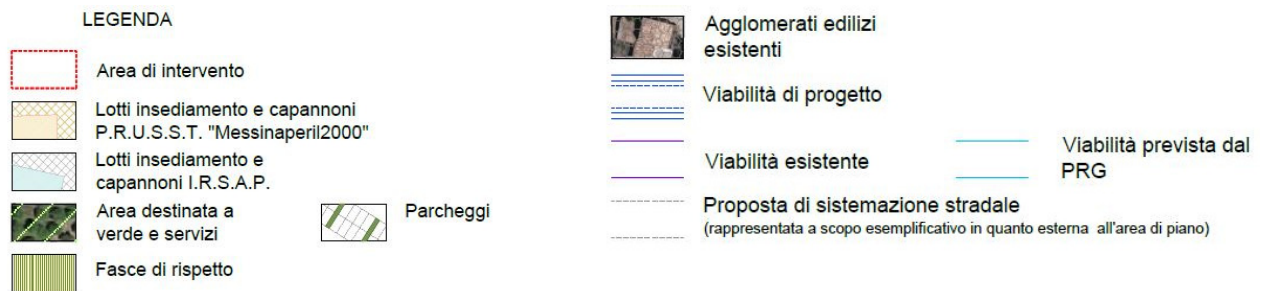 LEGENDA
Area di intervento
Lotti insediamento e capannoni
P.R.U.S.S.T. "Messinaperil2000"
Lotti insediamento e
capannoni I.R.S.A.P.
Area destinata a
verde e servizi
Parcheggi
Fasce di rispetto
Agglomerati edilizi
esistenti
Viabilità di progetto
Viabilità esistente
Viabilità prevista dal
PRG
Proposta di sistemazione stradale
(rappresentata a scopo esemplificativo in quanto esterna all'area di piano)